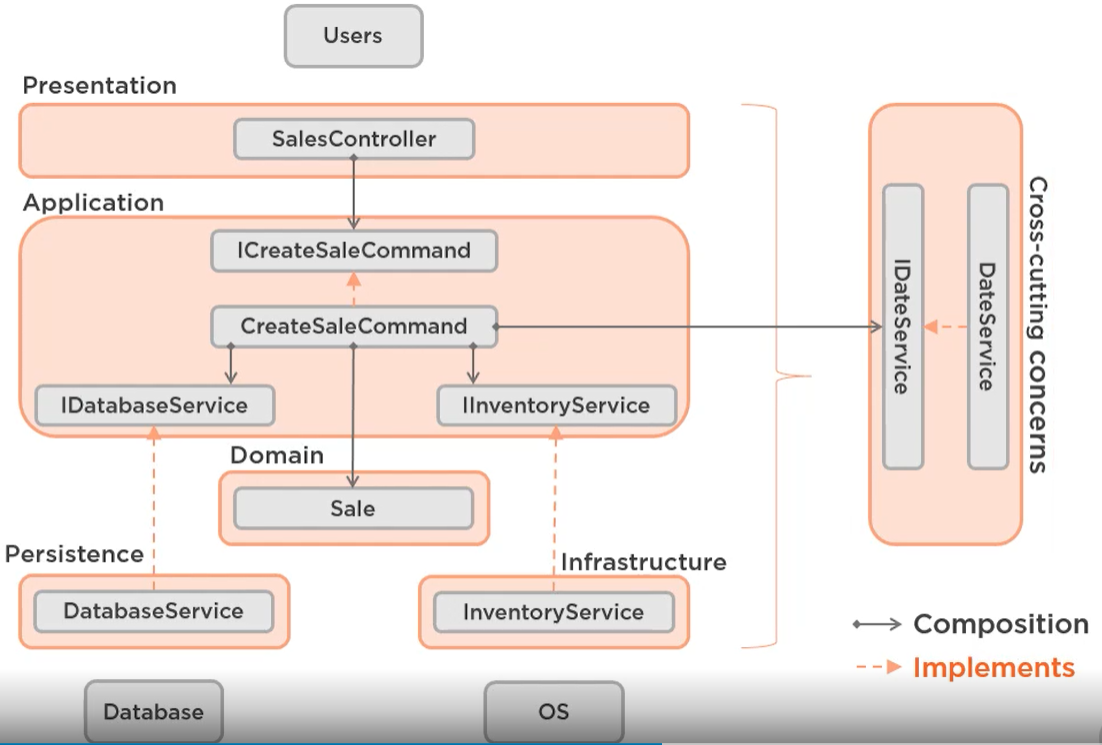 Users
Presentation
SalesController
Application
ICreateSaleCommand
CreateSaleCommand
IDatabaseService
IInventoryService
Domain
Sale
Persistence
DatabaseService
Infrastructure
InventoryService
Database
OS
IDateService
DateService
Cross-cutting concerns
Composition
Implements